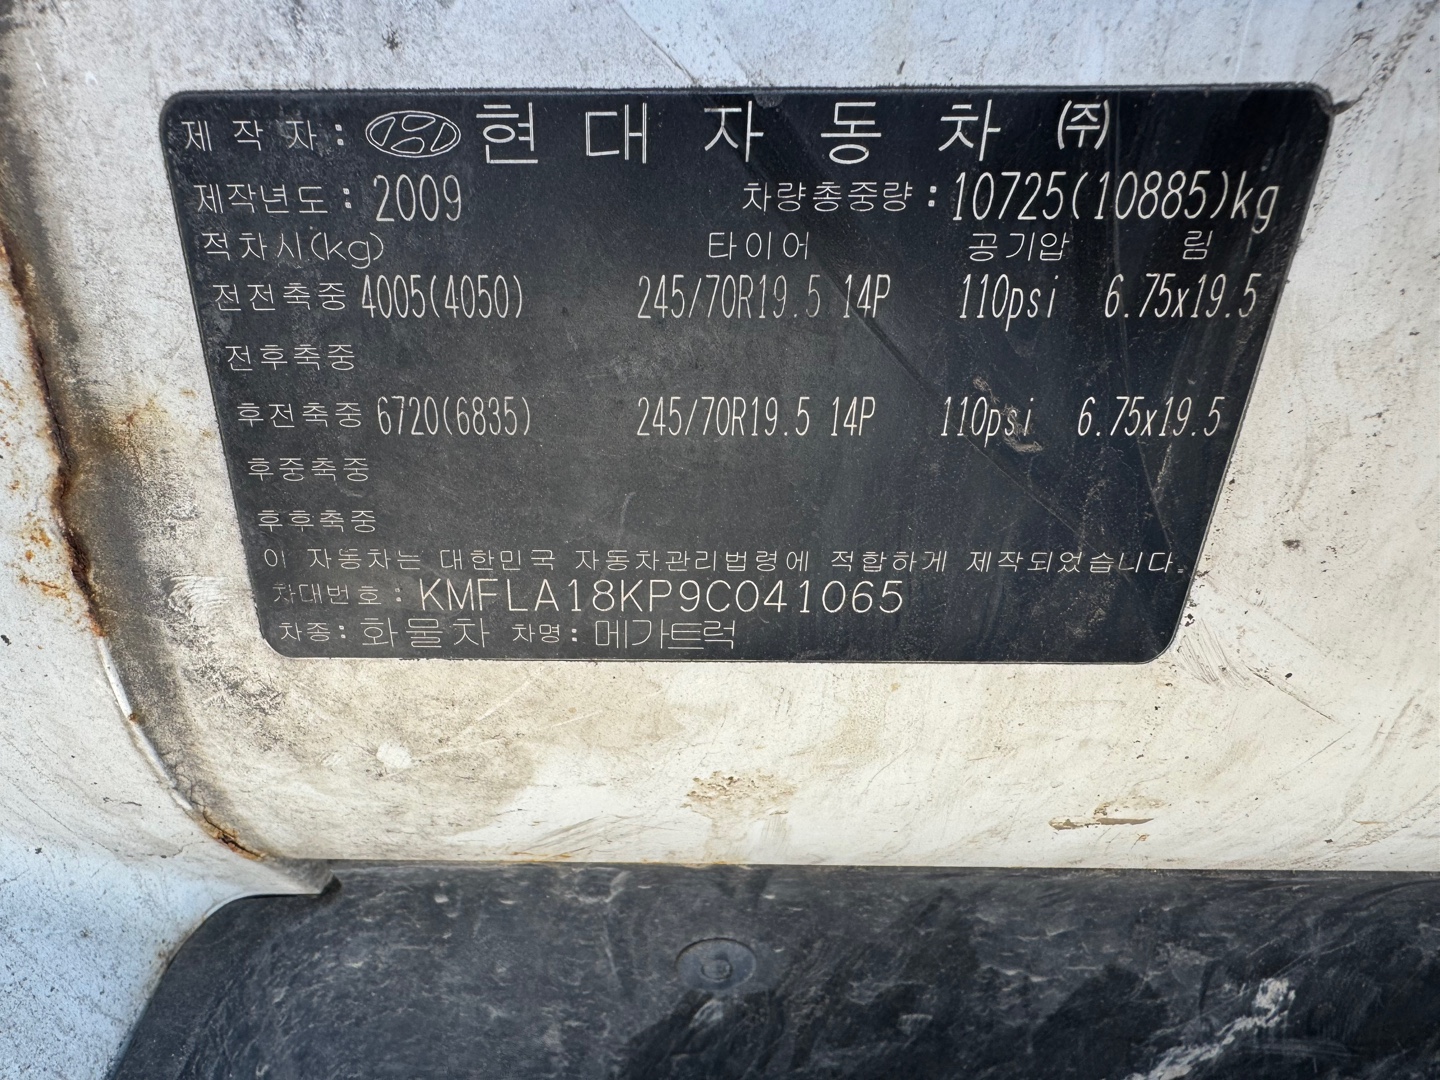 제작자: 현대자동차 ㈜
제작년도: 2009 차량총중량: 10725(10885)kg
적차시(kg) 타이어 공기압 림
전전축중 4005(4050) 245/70R19.5 14P 110psi 6.75x19.5
전후축중
후전축중 6720(6835) 245/70R19.5 14P 110psi 6.75x19.5
후중축중
후후축중
이 자동차는 대한민국 자동차관리법령에 적합하게 제작되었습니다.
차대번호: KMFLA18KP9C041065
차종: 화물차 차명: 메가트럭